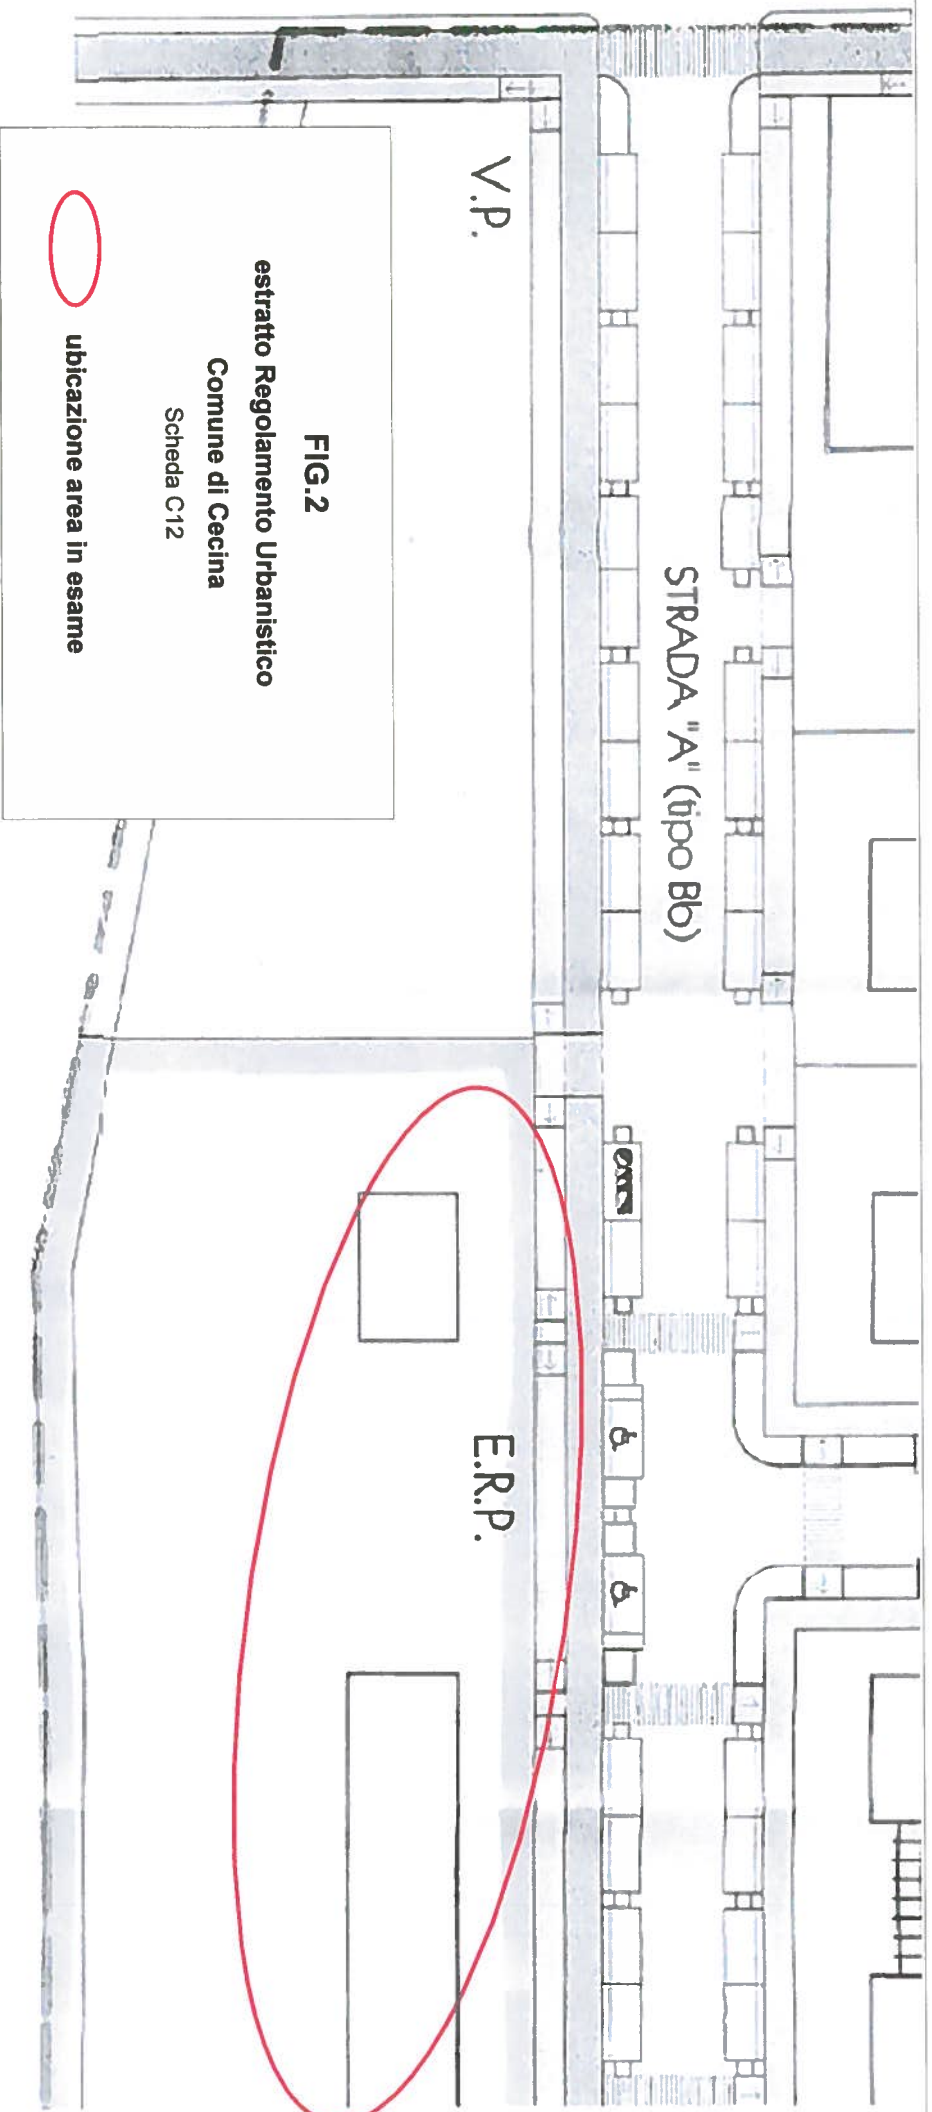 STRADA "A" (tipo Bb)
V.P.
E.R.P.
FIG.2
estratto Regolamento Urbanistico
Comune di Cecina
Scheda C12
ubicazione area in esame